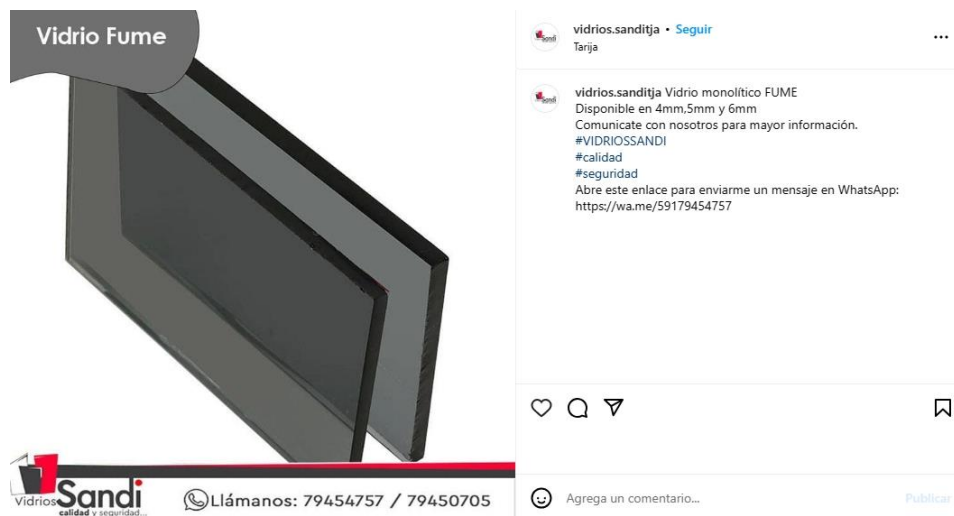 Vidrio Fume
Vidrios Sandi
calidad y seguridad...
Llámanos: 79454757 / 79450705
vidrios.sanditja • Seguir
Tarija
vidrios.sanditja Vidrio monolítico FUME
Disponible en 4mm,5mm y 6mm
Comunicate con nosotros para mayor información.
#VIDRIOSSANDI
#calidad
#seguridad
Abre este enlace para enviarme un mensaje en WhatsApp:
https://wa.me/59179454757
Agrega un comentario...
Publicar